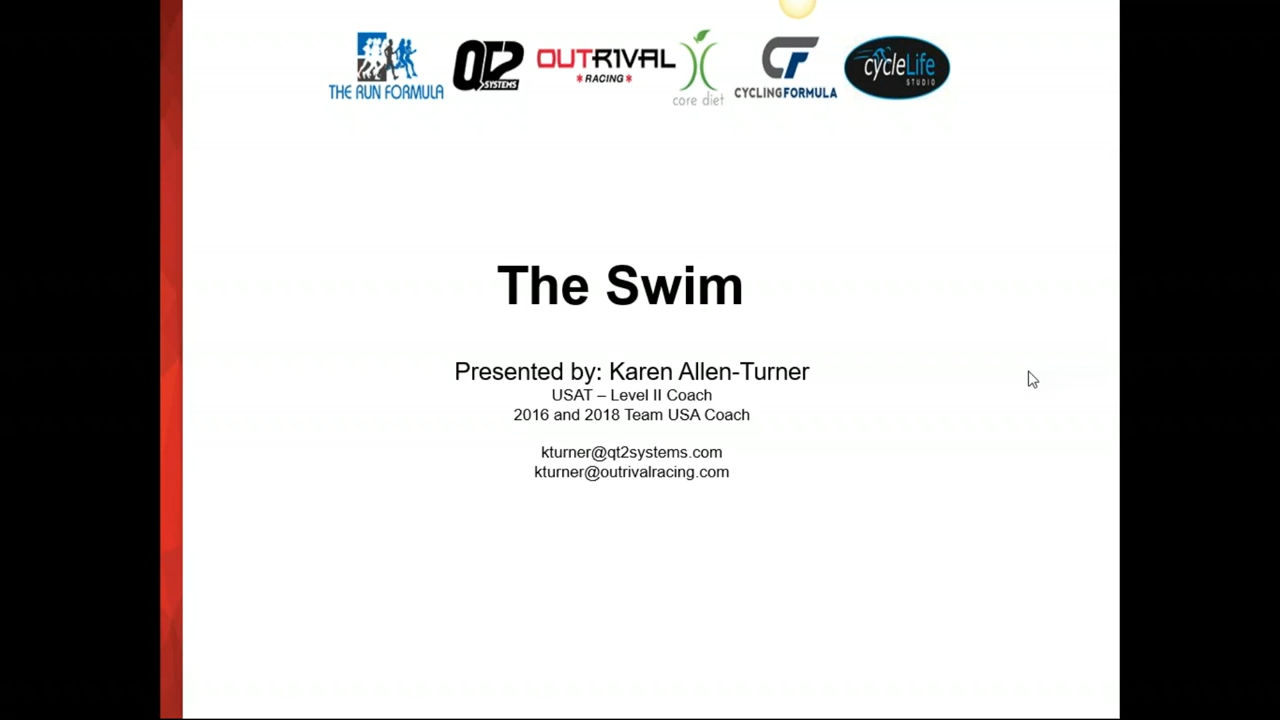 THE RUN FORMULA
QT2
SYSTEMS
OUTRIVAL
RACING
core diet
CYCLINGFORMULA
cycleLife
STUDIO
The Swim
Presented by: Karen Allen-Turner
USAT – Level II Coach
2016 and 2018 Team USA Coach
kturner@qt2systems.com
kturner@outrivalracing.com